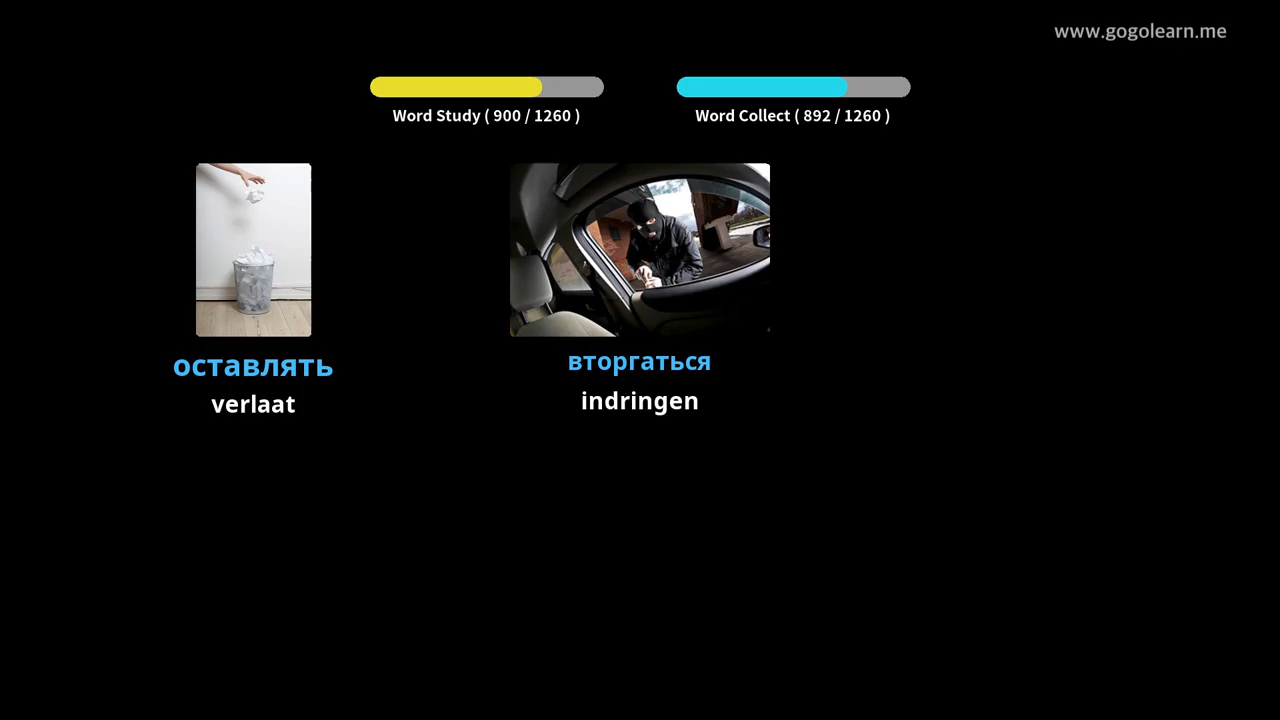 www.gogolearn.me
Word Study ( 900 / 1260 )
Word Collect ( 892 / 1260 )
оставлять
verlaat
вторгаться
indringen